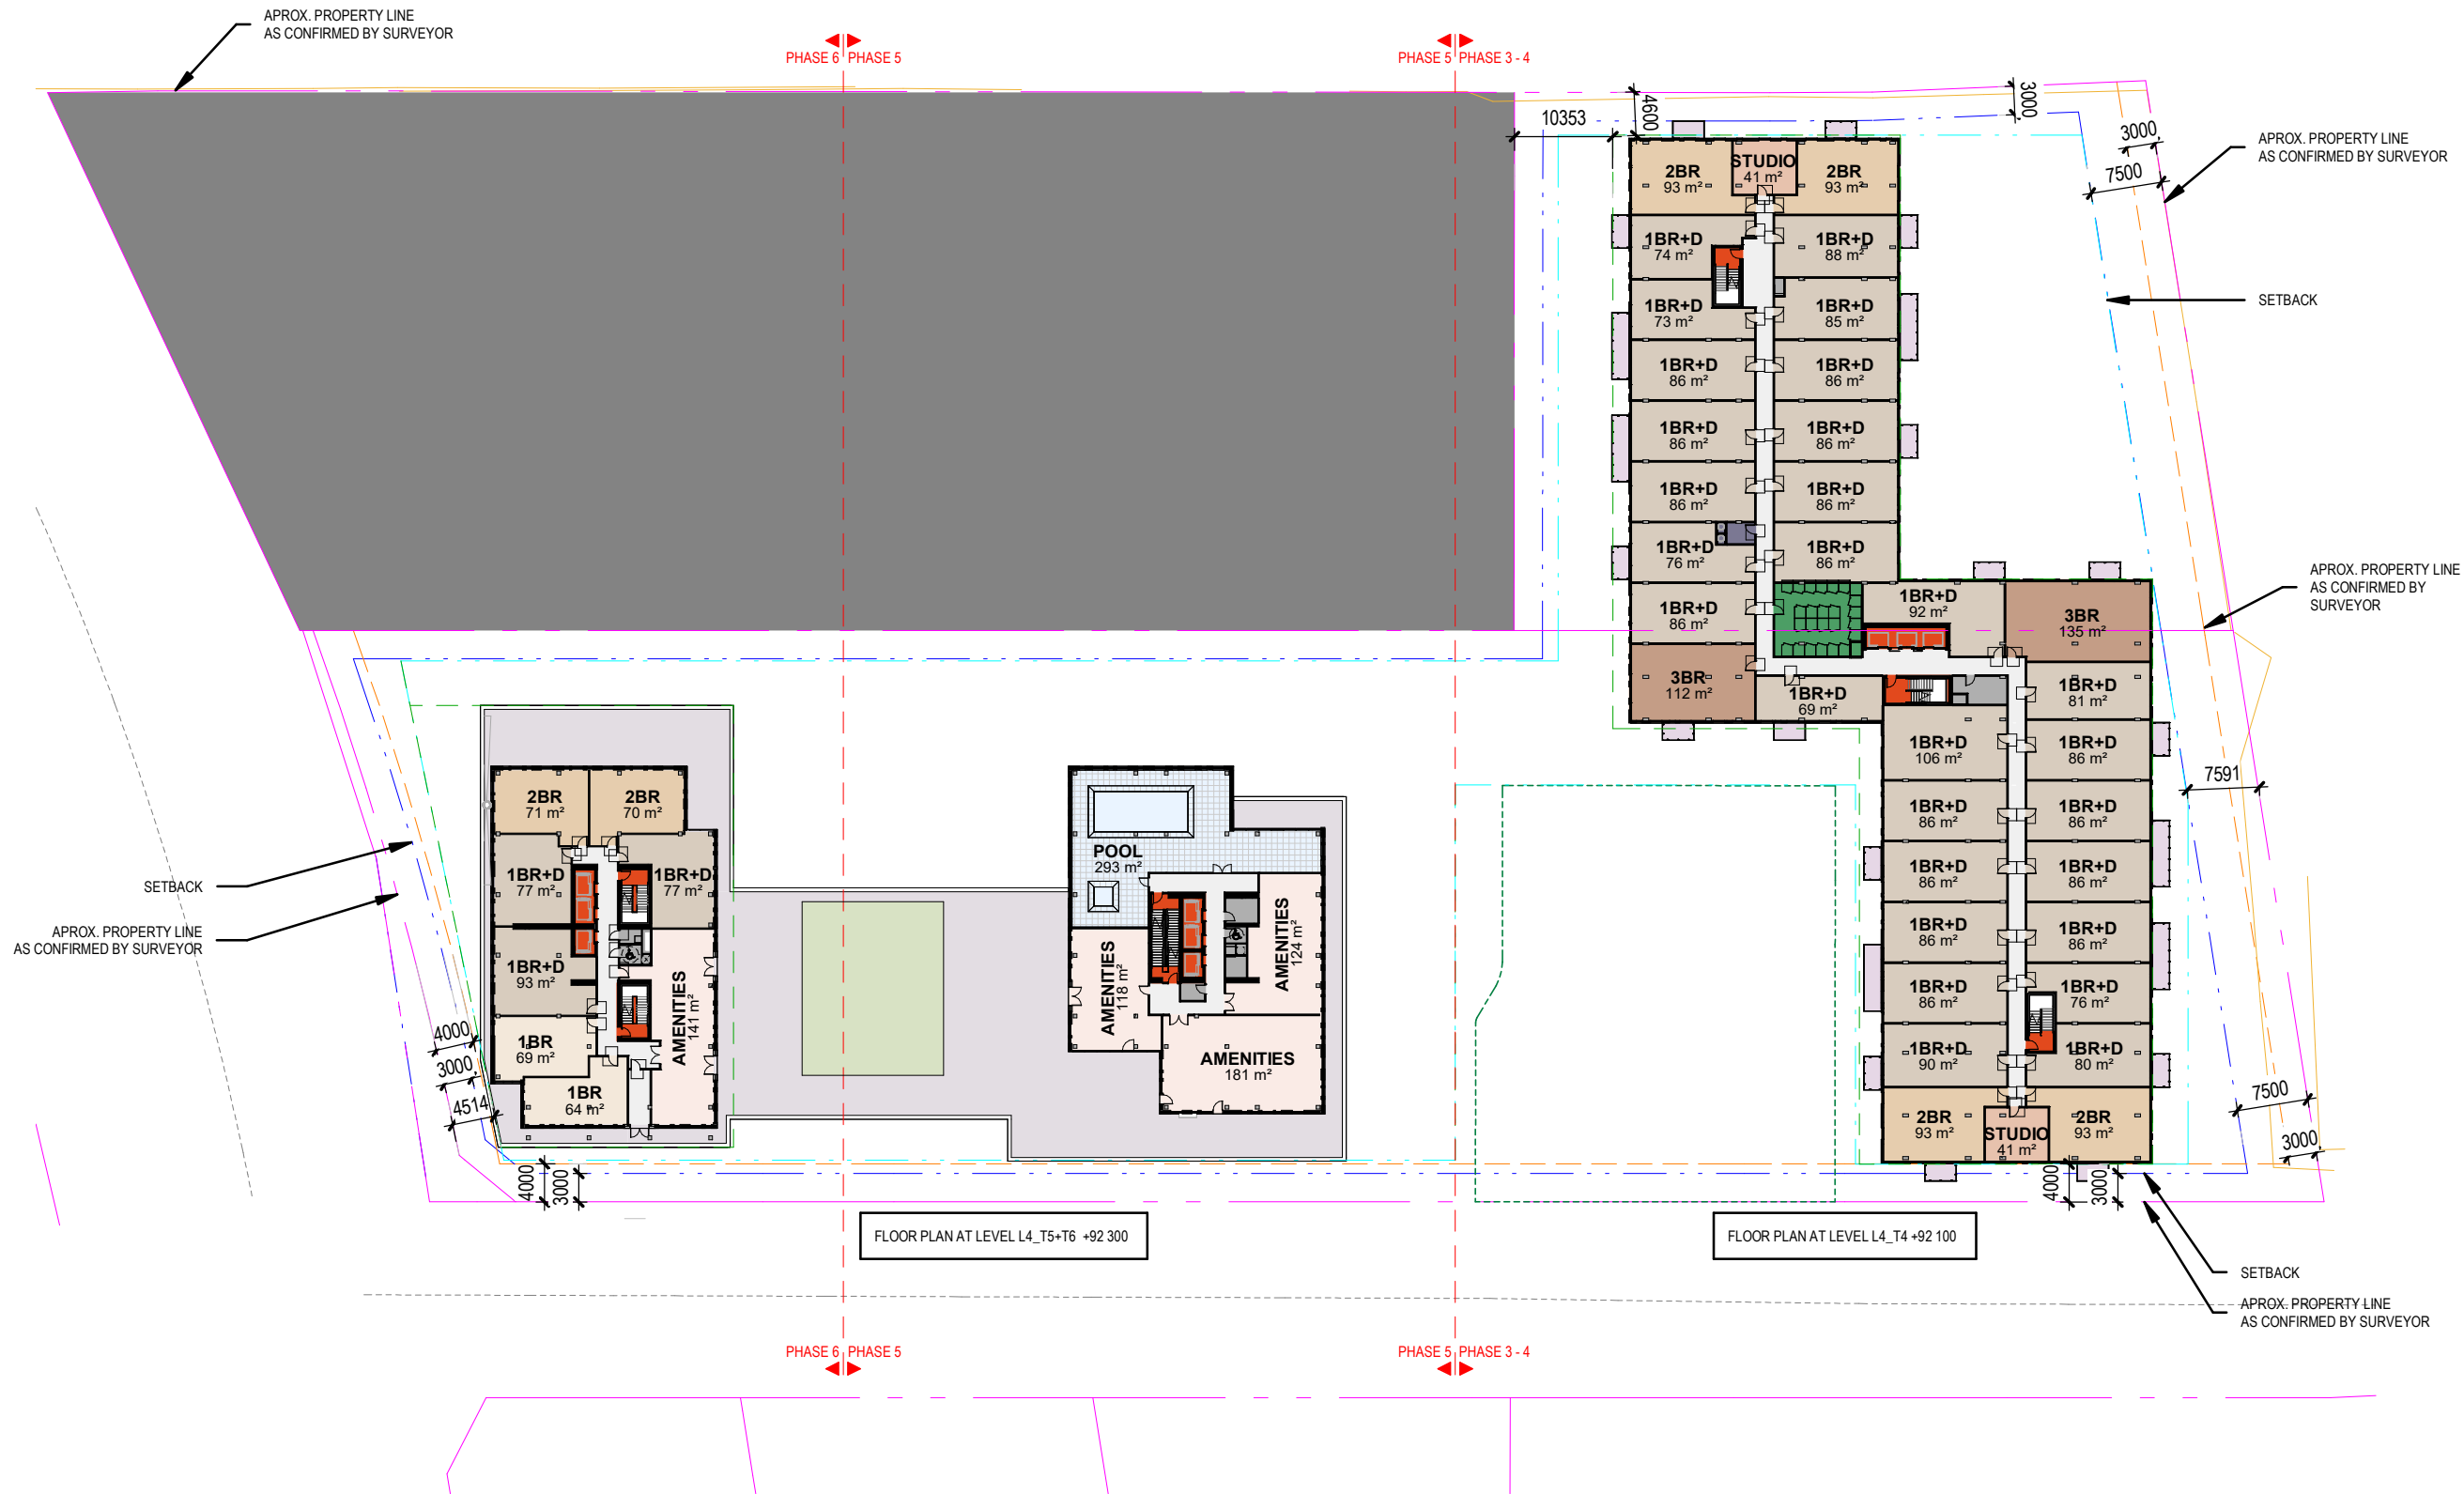 APROX. PROPERTY LINE
AS CONFIRMED BY SURVEYOR
PHASE 6 PHASE 5
PHASE 5 PHASE 3 - 4
4600
10353
3000
3000
7500
APROX. PROPERTY LINE
AS CONFIRMED BY SURVEYOR
SETBACK
2BR
93 m²
STUDIO
41 m²
2BR
93 m²
1BR+D
74 m²
1BR+D
88 m²
1BR+D
73 m²
1BR+D
85 m²
1BR+D
86 m²
1BR+D
86 m²
1BR+D
86 m²
1BR+D
86 m²
1BR+D
86 m²
1BR+D
86 m²
1BR+D
76 m²
1BR+D
86 m²
1BR+D
86 m²
1BR+D
92 m²
3BR
135 m²
APROX. PROPERTY LINE
AS CONFIRMED BY
SURVEYOR
3BR
112 m²
1BR+D
69 m²
1BR+D
81 m²
1BR+D
106 m²
1BR+D
86 m²
7591
1BR+D
86 m²
1BR+D
86 m²
1BR+D
86 m²
1BR+D
86 m²
1BR+D
86 m²
1BR+D
86 m²
1BR+D
86 m²
1BR+D
76 m²
1BR+D
90 m²
1BR+D
80 m²
2BR
93 m²
STUDIO
41 m²
2BR
93 m²
7500
3000
4000
3000
2BR
71 m²
2BR
70 m²
1BR+D
77 m²
1BR+D
77 m²
1BR+D
93 m²
AMENITIES
141 m²
1BR
69 m²
1BR
64 m²
SETBACK
APROX. PROPERTY LINE
AS CONFIRMED BY SURVEYOR
4000
3000
4514
4000
3000
POOL
293 m²
AMENITIES
118 m²
AMENITIES
124 m²
AMENITIES
181 m²
FLOOR PLAN AT LEVEL L4_T5+T6 +92 300
FLOOR PLAN AT LEVEL L4_T4 +92 100
SETBACK
APROX. PROPERTY LINE
AS CONFIRMED BY SURVEYOR
PHASE 6 PHASE 5
PHASE 5 PHASE 3 - 4